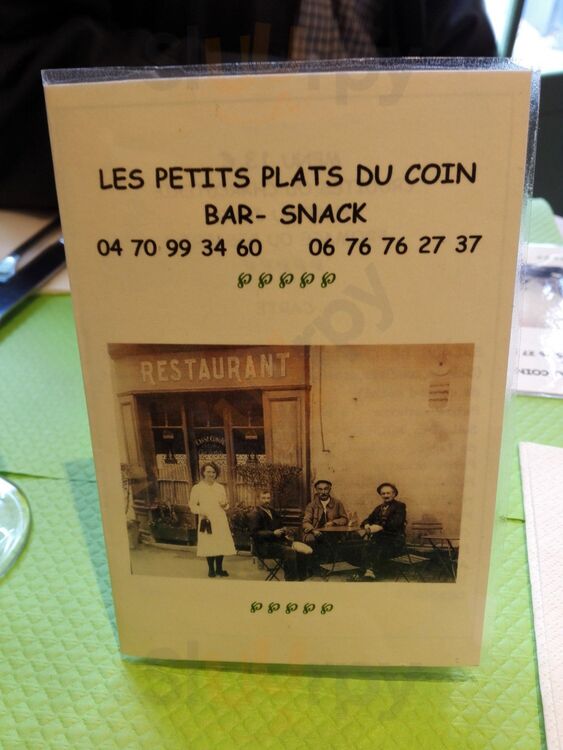 LES PETITS PLATS DU COIN
BAR- SNACK
04 70 99 34 60 06 76 76 27 37
RESTAURANT